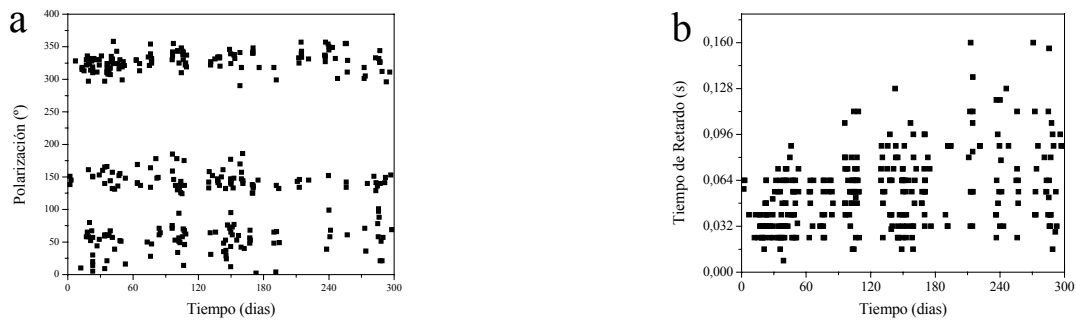 a
400
350
300
250
200
150
100
50
0
Polarización (º)
0 60 120 180 240 300
Tiempo (dias)
b
0,160
0,128
0,096
0,064
0,032
0,000
Tiempo de Retardo (s)
0 60 120 180 240 300
Tiempo (dias)